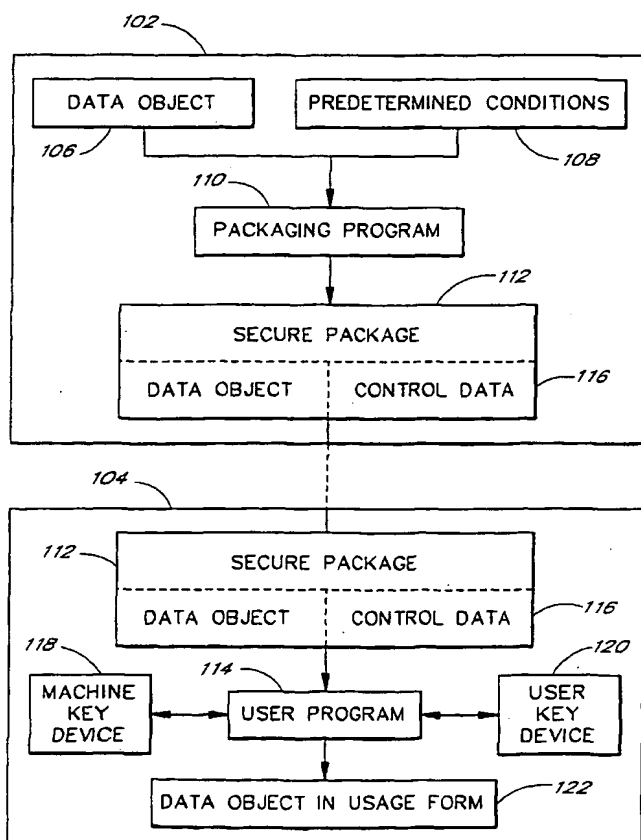 102
DATA OBJECT
PREDETERMINED CONDITIONS
106
108
110
PACKAGING PROGRAM
112
SECURE PACKAGE
DATA OBJECT
CONTROL DATA
116
104
112
SECURE PACKAGE
DATA OBJECT
CONTROL DATA
116
118
114
120
MACHINE
KEY
DEVICE
USER PROGRAM
USER
KEY
DEVICE
DATA OBJECT IN USAGE FORM
122